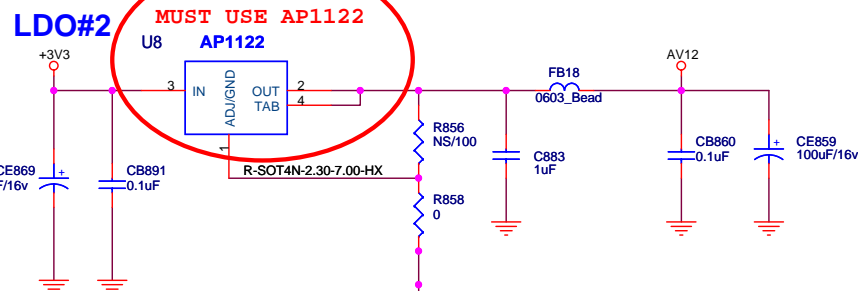 MUST USE AP1122
LDO#2
U8 AP1122
+3V3
AV12
FB18
0603_Bead
3 IN OUT 2
TAB 4
ADJ/GND
1
R856
NS/100
C883
1uF
CB860
0.1uF
CE859
100uF/16v
CE869
F/16v
CB891
0.1uF
R-SOT4N-2.30-7.00-HX
R858
0